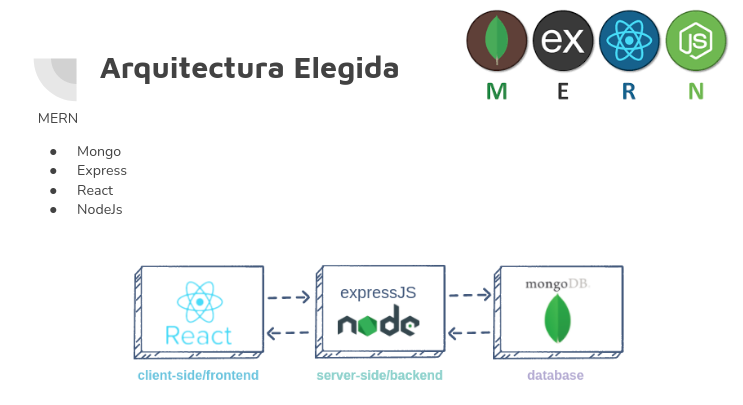 Arquitectura Elegida
ex
JS
M E R N
MERN
● Mongo
● Express
● React
● NodeJs
React
expressJS
node
mongoDB.
client-side/frontend
server-side/backend
database